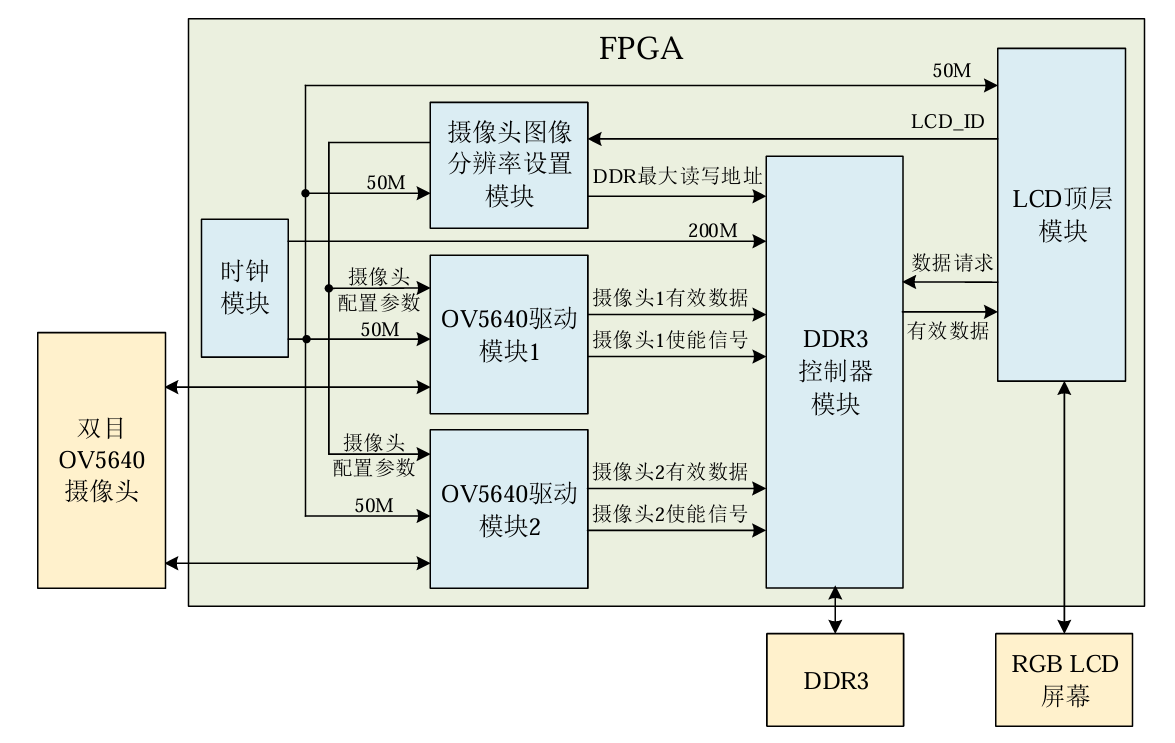 FPGA
50M
LCD_ID
摄像头图像
分辨率设置
模块
50M
DDR最大读写地址
LCD顶层
模块
200M
时钟
模块
摄像头
配置参数
50M
OV5640驱动
模块1
摄像头1有效数据
摄像头1使能信号
数据请求
有效数据
DDR3
控制器
模块
双目
OV5640
摄像头
摄像头
配置参数
50M
OV5640驱动
模块2
摄像头2有效数据
摄像头2使能信号
DDR3
RGB LCD
屏幕